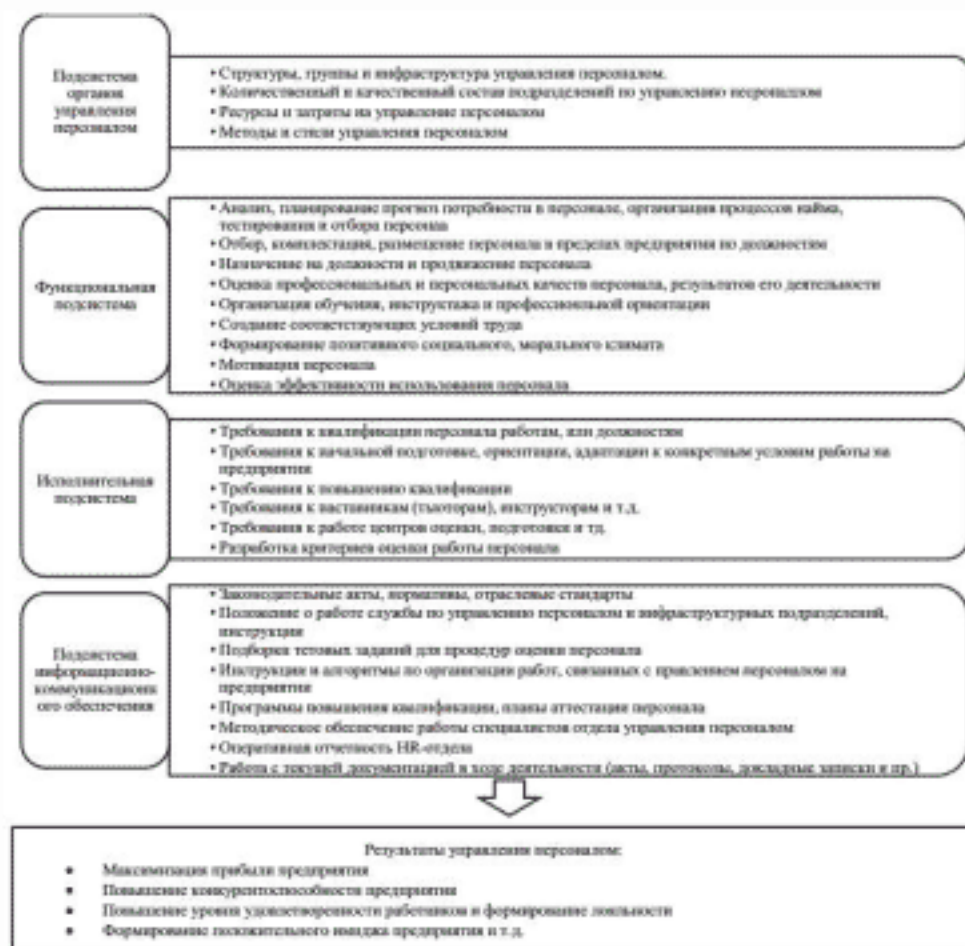 Подсистема
органов
управления
персоналом
• Структуры, группы и инфраструктура управления персоналом.
• Количественный и качественный состав подразделений по управлению
• Ресурсы и затраты на управление персоналом
• Методы и стили управления персоналом
Функциональная
подсистема
• Анализ, планирование прогноз потребности в персонале, организация процессов найма,
тестирования и отбора персонала
• Отбор, комплектация, размещение персонала в пределах предприятия по должностям
• Назначение на должности и продвижение персонала
• Оценка профессиональных и персональных качеств персонала, результатов его деятельности
• Организация обучения, инструктажа и профессиональной ориентации
• Создание соответствующих условий труда
• Формирование позитивного социального, морального климата
• Мотивация персонала
• Оценка эффективности использования персонала
Исполнительная
подсистема
• Требования к квалификации персонала работам, или должностям
• Требования к начальной подготовке, ориентации, адаптации к конкретным условиям работы на
предприятии
• Требования к повышению квалификации
• Требования к наставникам (тьюторам), инструкторам и т.д.
• Требования к работе центров оценки, подготовки и тд.
• Разработка критериев оценки работы персонала
Подсистема
информационно-
коммуникационн
ого обеспечения
• Законодательные акты, нормативы, отраслевые стандарты
• Положение о работе службы по управлению персоналом и инфраструктурных подразделений,
инструкции
• Подборка тетовых заданий для процедур оценки персонала
• Инструкции и алгоритмы по организации работ, связанных с правлением персоналом на
предприятии
• Программы повышения квалификации, планы аттестации персонала
• Методическое обеспечение работы специалистов отдела управления персоналом
• Оперативная отчетность HR-отдела
• Работа с текущей документацией в ходе деятельности (акты, протоколы, докладные записки и пр.)
Результаты управления персоналом:
• Максимизация прибыли предприятия
• Повышение конкурентоспособности предприятия
• Повышение уровня удовлетворенности работников и формирование лояльности
• Формирование положительного имиджа предприятия и т.д.